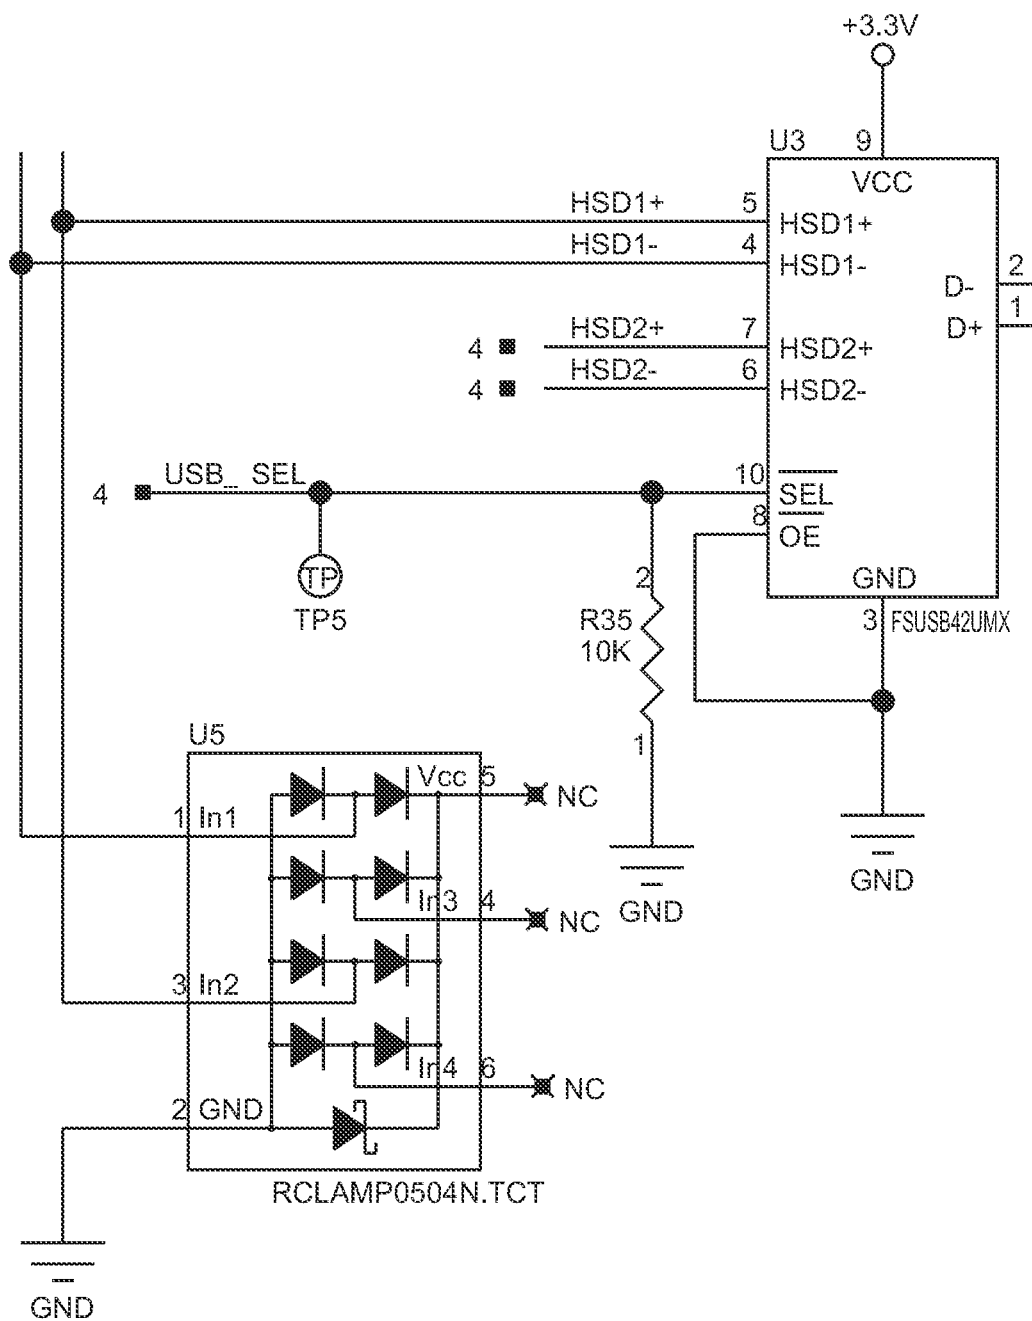 +3.3V
U3
9
VCC
HSD1+
5
HSD1+
HSD1-
4
HSD1-
2
D-
1
D+
HSD2+
7
HSD2+
4
HSD2-
6
HSD2-
4
USB_ SEL
10
SEL
4
8
OE
TP
TP5
2
R35
10K
1
GND
GND
3
FSUSB42UMX
GND
U5
Vcc
5
NC
1
In1
In3
4
NC
3
In2
In4
6
NC
2
GND
RCLAMP0504N.TCT
GND